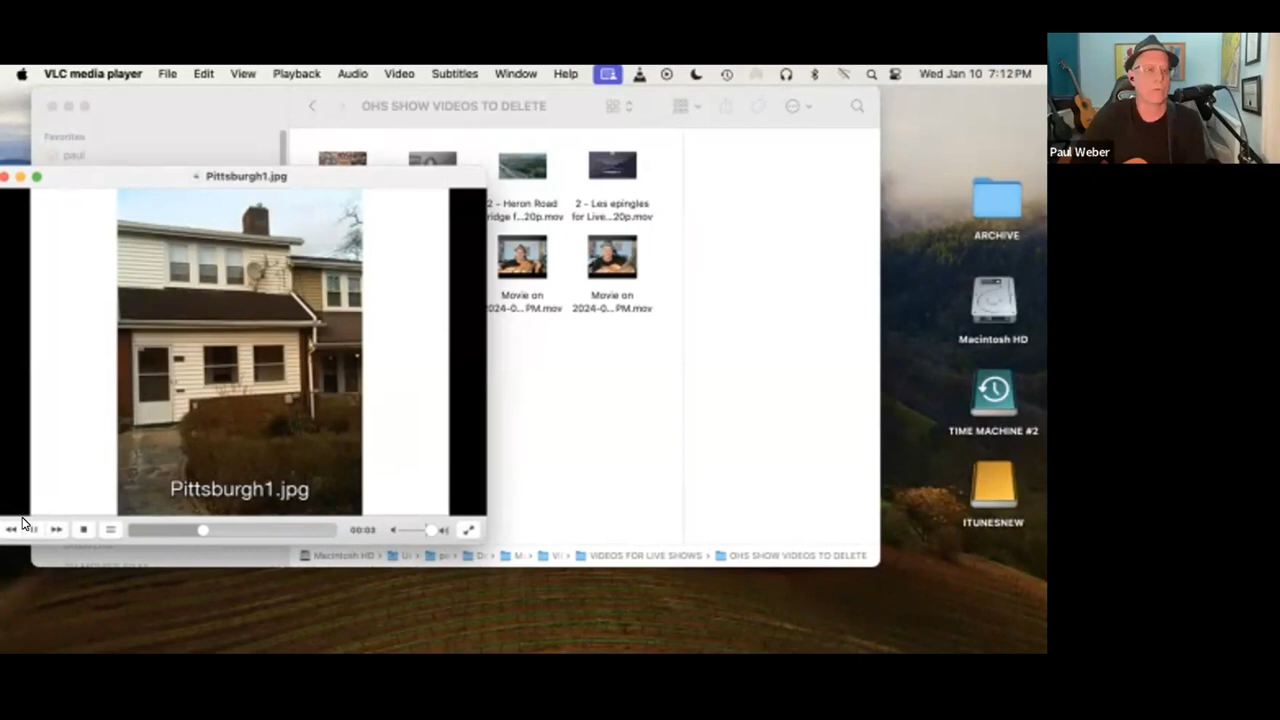 VLC media player File Edit View Playback Audio Video Subtitles Window Help Wed Jan 10 7:12 PM
OHS SHOW VIDEOS TO DELETE
Favorites
paul
Pittsburgh1.jpg
2 - Heron Road
ridge f...20p.mov
2 - Les epingles
for Live...20p.mov
Movie on
2024-0...PM.mov
Movie on
2024-0...PM.mov
Pittsburgh1.jpg
00:03
Macintosh HD › › › › › › VIDEOS FOR LIVE SHOWS › OHS SHOW VIDEOS TO DELETE
ARCHIVE
Macintosh HD
TIME MACHINE #2
ITUNESNEW
Paul Weber